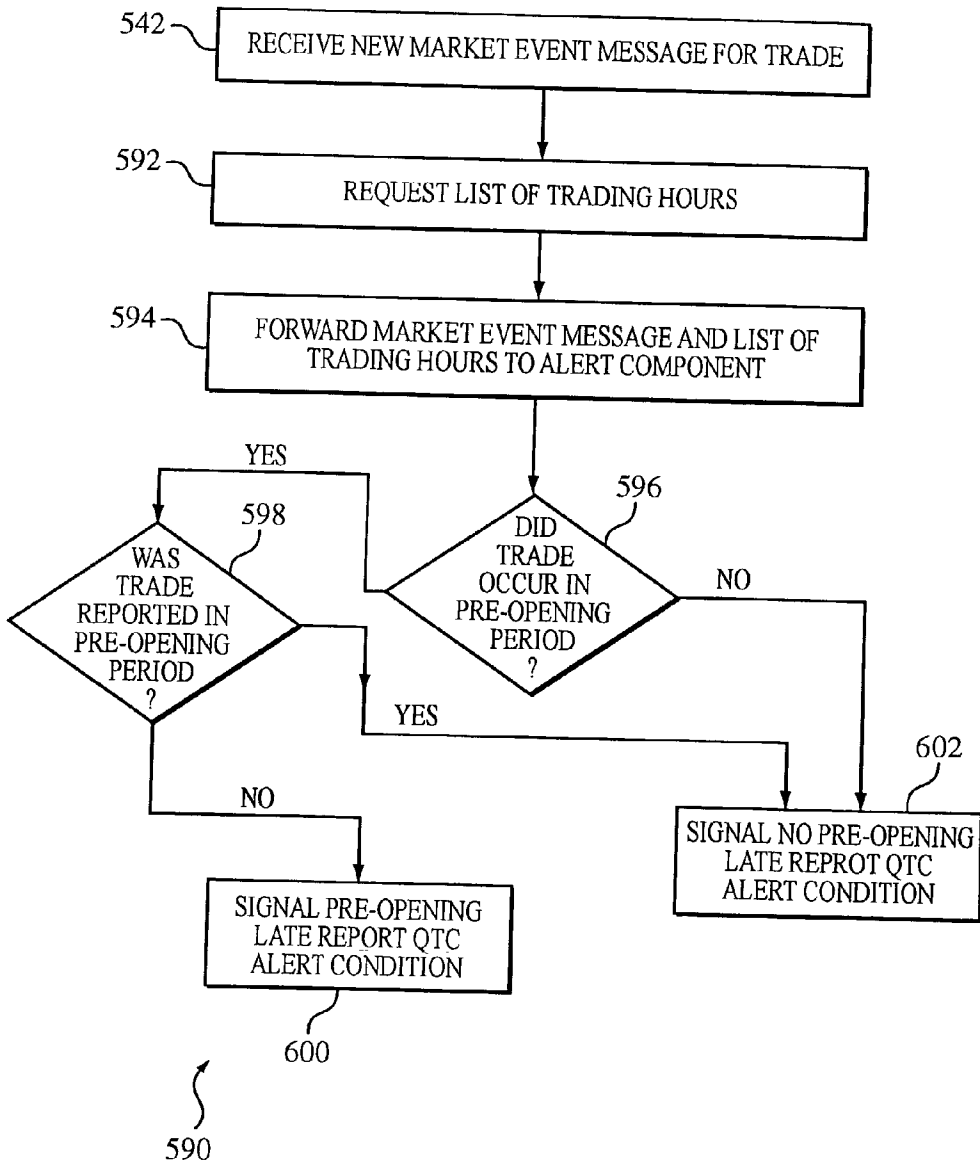 542
RECEIVE NEW MARKET EVENT MESSAGE FOR TRADE
592
REQUEST LIST OF TRADING HOURS
594
FORWARD MARKET EVENT MESSAGE AND LIST OF
TRADING HOURS TO ALERT COMPONENT
YES
596
DID
TRADE
OCCUR IN
PRE-OPENING
PERIOD
?
NO
598
WAS
TRADE
REPORTED IN
PRE-OPENING
PERIOD
?
YES
NO
602
SIGNAL NO PRE-OPENING
LATE REPROT QTC
ALERT CONDITION
SIGNAL PRE-OPENING
LATE REPORT QTC
ALERT CONDITION
600
590